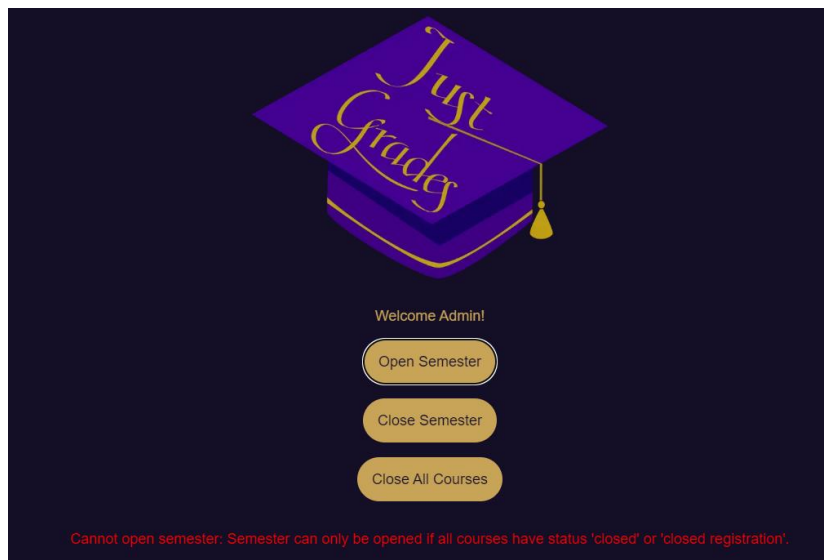 Just
Grades
Welcome Admin!
Open Semester
Close Semester
Close All Courses
Cannot open semester: Semester can only be opened if all courses have status 'closed' or 'closed registration'.